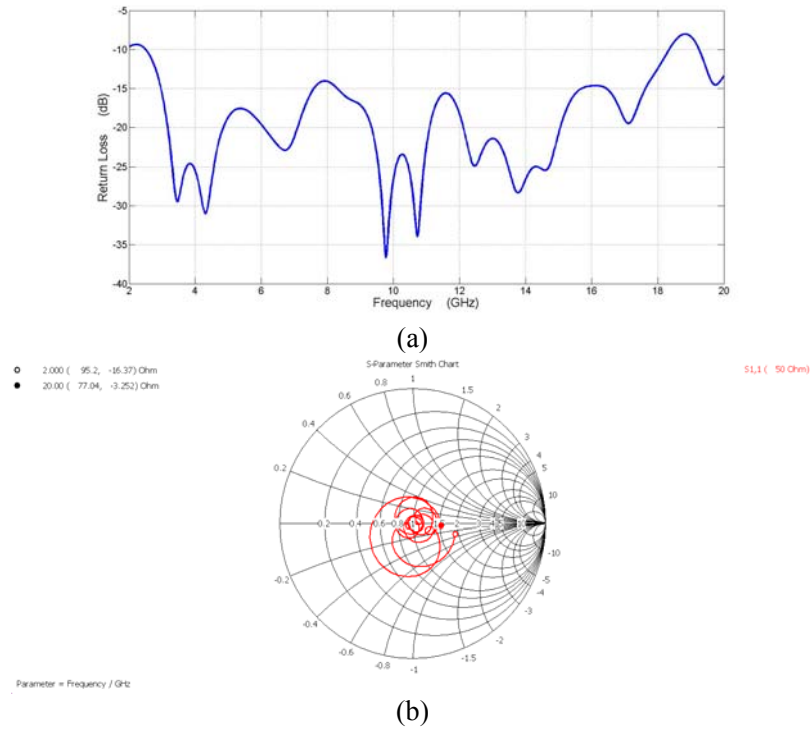 -5
-10
-15
-20
-25
-30
-35
-40
Return Loss (dB)
2 4 6 8 10 12 14 16 18 20
Frequency (GHz)
(a)
S-Parameter Smith Chart
2.000 ( 95.2, -16.37) Ohm
20.00 ( 77.04, -3.252) Ohm
S1,1 ( 50 Ohm)
1
0.8 1.5
0.6 2
0.4 3
4
0.2 5
10
0.2 0.4 0.6 0.8 1 2
-10
-0.2 -5
-4
-0.4 -3
-0.6 -2
-0.8 -1.5
-1
Parameter = Frequency / GHz
(b)